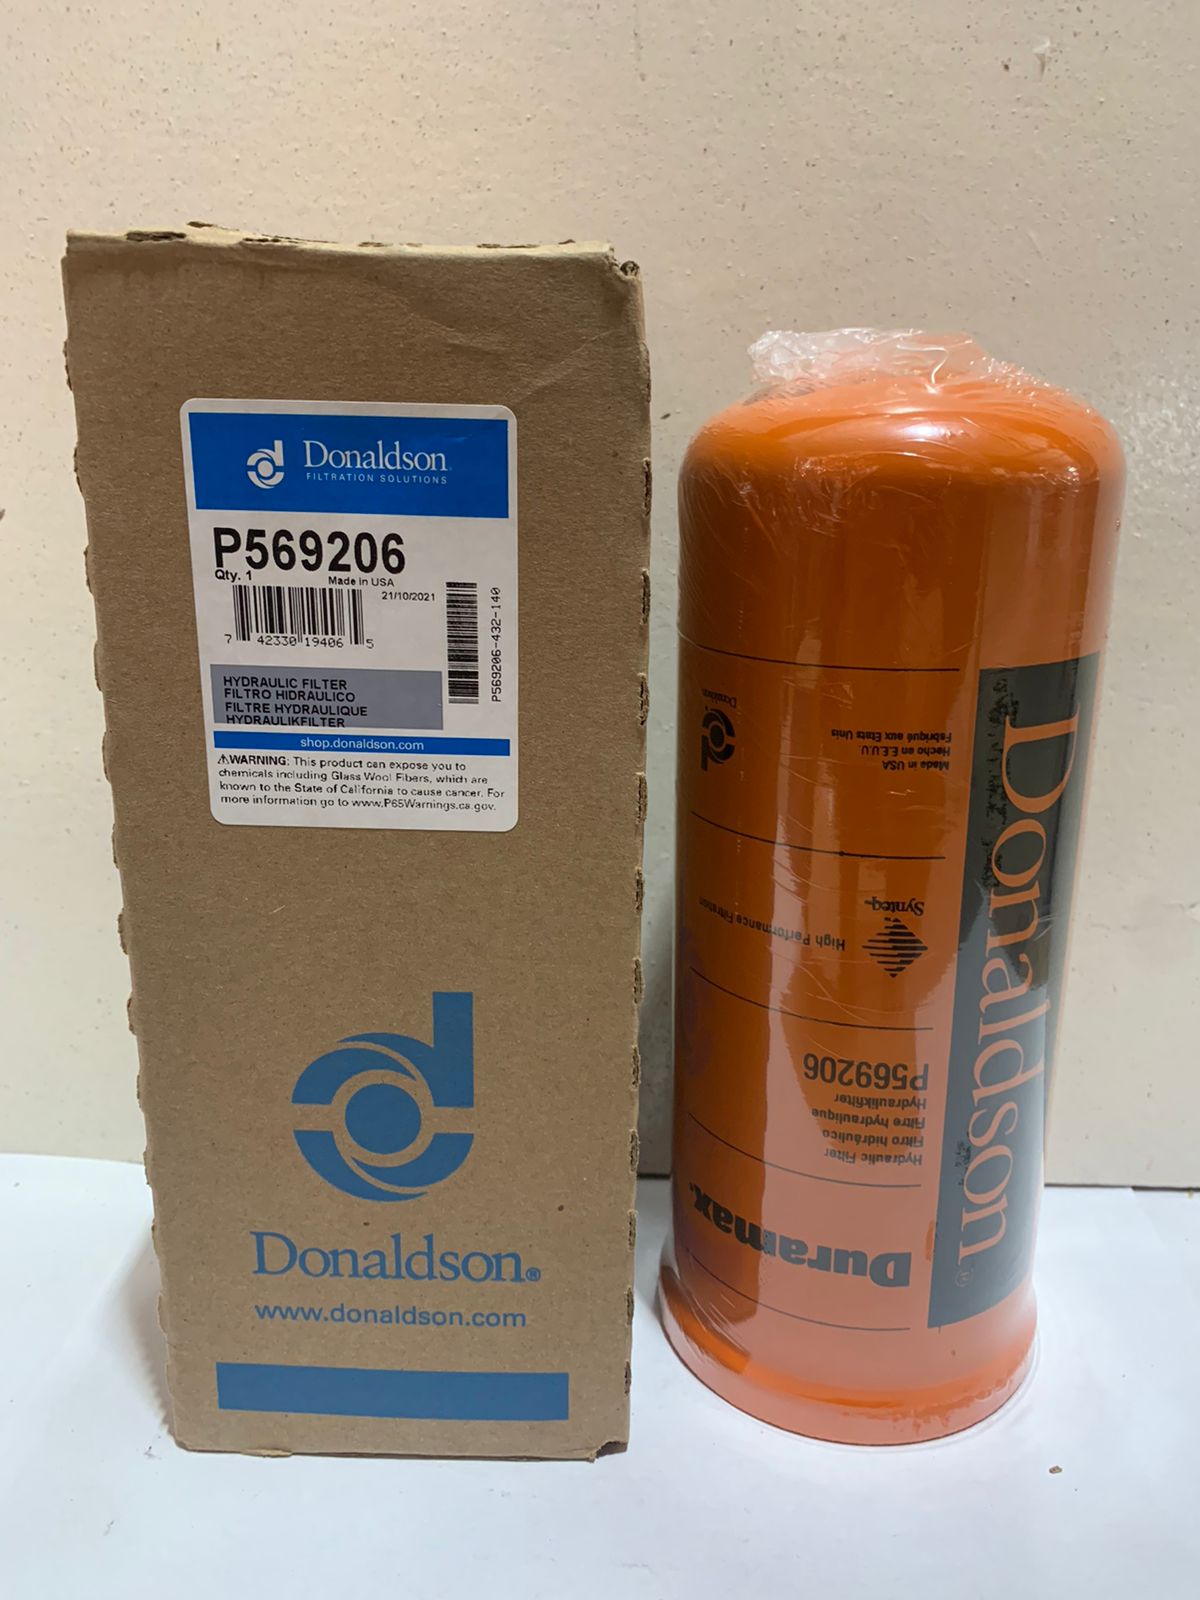 Donaldson
FILTRATION SOLUTIONS
P569206
Qty. 1
Made in USA
21/10/2021
7 42330 19406 5
P569206-432-140
HYDRAULIC FILTER
FILTRO HIDRAULICO
FILTRE HYDRAULIQUE
HYDRAULIKFILTER
shop.donaldson.com
⚠WARNING: This product can expose you to
chemicals including Glass Wool Fibers, which are
known to the State of California to cause cancer. For
more information go to www.P65Warnings.ca.gov.
Donaldson®
www.donaldson.com
Donaldson®
Duramax.
Hydraulic Filter
Filtro hidráulico
Filtre hydraulique
Hydraulikfilter
P569206
Synteq™
High Performance Filtration
Made in USA
Hecho en E.E.U.U.
Fabriqué aux Etats Unis
Donaldson